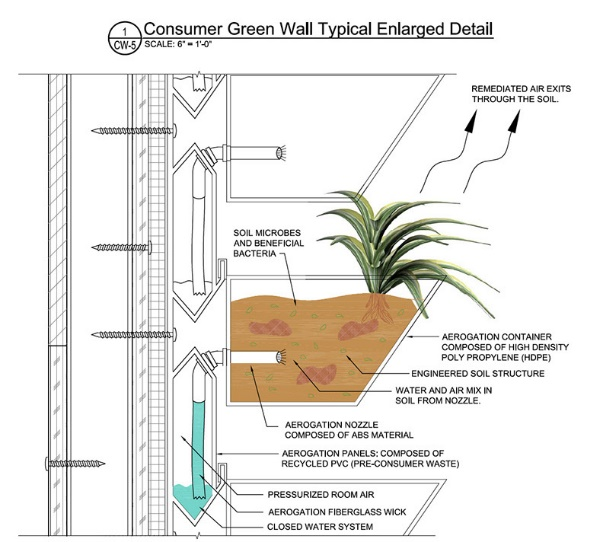 1
CW-5
Consumer Green Wall Typical Enlarged Detail
SCALE: 6" = 1'-0"
REMEDIATED AIR EXITS
THROUGH THE SOIL.
SOIL MICROBES
AND BENEFICIAL
BACTERIA
AEROGATION CONTAINER
COMPOSED OF HIGH DENSITY
POLY PROPYLENE (HDPE)
ENGINEERED SOIL STRUCTURE
WATER AND AIR MIX IN
SOIL FROM NOZZLE.
AEROGATION NOZZLE
COMPOSED OF ABS MATERIAL
AEROGATION PANELS: COMPOSED OF
RECYCLED PVC (PRE-CONSUMER WASTE)
PRESSURIZED ROOM AIR
AEROGATION FIBERGLASS WICK
CLOSED WATER SYSTEM